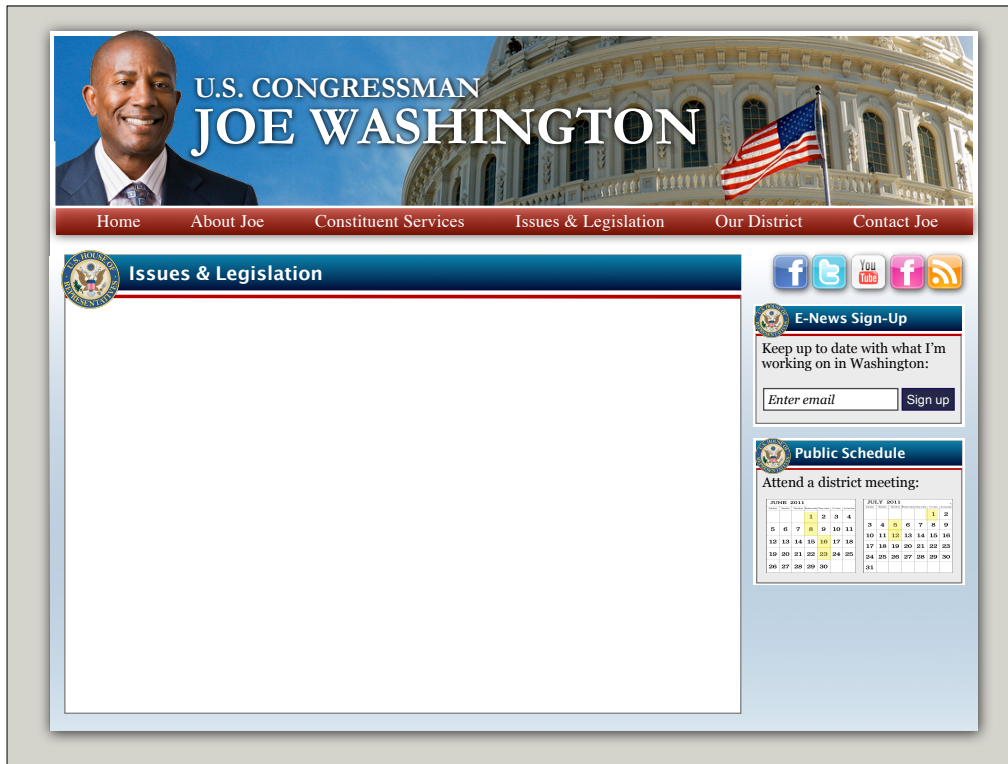 U.S. CONGRESSMAN
JOE WASHINGTON
Home About Joe Constituent Services Issues & Legislation Our District Contact Joe
U.S. HOUSE OF
REPRESENTATIVES
Issues & Legislation
f t You Tube f
E-News Sign-Up
Keep up to date with what I'm
working on in Washington:
Enter email Sign up
Public Schedule
Attend a district meeting:
JUNE 2011
1 2 3 4
5 6 7 8 9 10 11
12 13 14 15 16 17 18
19 20 21 22 23 24 25
26 27 28 29 30
JULY 2011
1 2
3 4 5 6 7 8 9
10 11 12 13 14 15 16
17 18 19 20 21 22 23
24 25 26 27 28 29 30
31